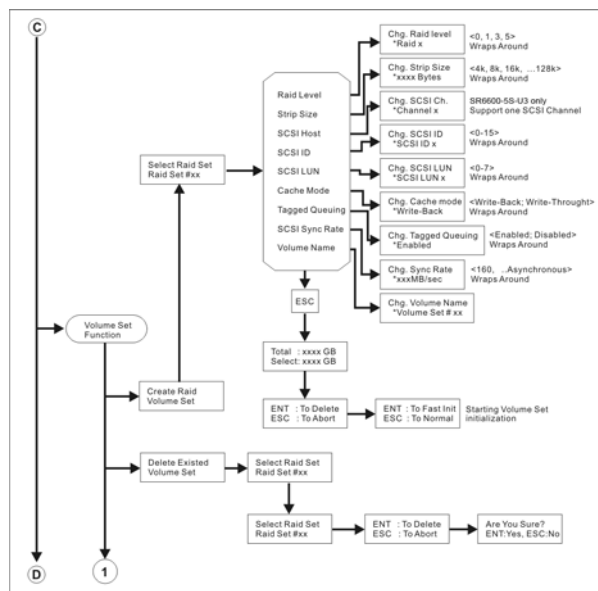 C
Chg. Raid level
*Raid x
<0, 1, 3, 5>
Wraps Around
Chg. Strip Size
*xxxx Bytes
<4k, 8k, 16k, ...128k>
Wraps Around
Raid Level
Strip Size
SCSI Host
SCSI ID
SCSI LUN
Cache Mode
Tagged Queuing
SCSI Sync Rate
Volume Name
Chg. SCSI Ch.
*Channel x
SR6600-5S-U3 only
Support one SCSI Channel
Chg. SCSI ID
*SCSI ID x
<0-15>
Wraps Around
Select Raid Set
Raid Set #xx
Chg. SCSI LUN
*SCSI LUN x
<0-7>
Wraps Around
Chg. Cache mode
*Write-Back
<Write-Back; Write-Throught>
Wraps Around
Chg. Tagged Queuing
*Enabled
<Enabled; Disabled>
Wraps Around
Chg. Sync Rate
*xxxMB/sec
<160, ..Asynchronous>
Wraps Around
Chg. Volume Name
*Volume Set # xx
ESC
Volume Set
Function
Total : xxxx GB
Select: xxxx GB
Create Raid
Volume Set
ENT : To Delete
ESC : To Abort
ENT : To Fast Init
ESC : To Normal
Starting Volume Set
initialization
Delete Existed
Volume Set
Select Raid Set
Raid Set #xx
Select Raid Set
Raid Set #xx
ENT : To Delete
ESC : To Abort
Are You Sure?
ENT:Yes, ESC:No
D
1